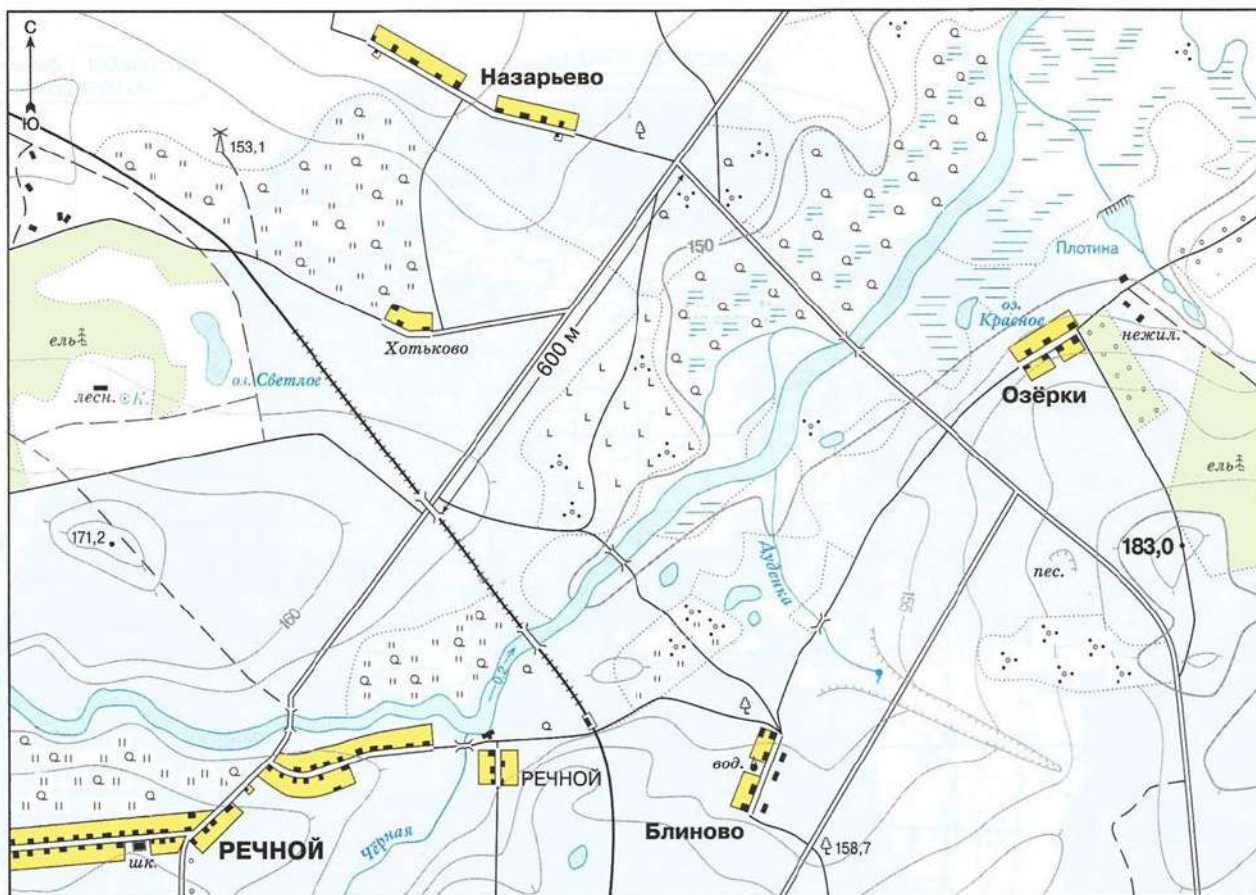 С
Ю
Назарьево
153,1
150
Плотина
оз.
Красное
600 м
ель
Хотьково
нежил.
оз. Светлое
Озёрки
лесн. К.
ель
171,2
183,0
пес.
Дуденка
155
160
0,2
вод.
РЕЧНОЙ
Чёрная
Блиново
РЕЧНОЙ
158,7
шк.